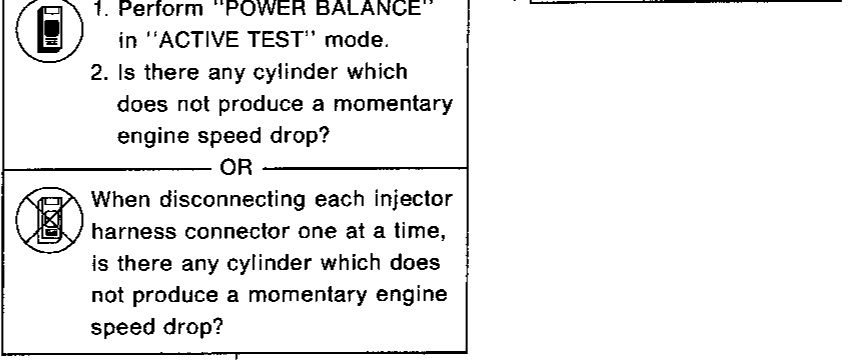 1. Perform "POWER BALANCE"
in "ACTIVE TEST" mode.
2. Is there any cylinder which
does not produce a momentary
engine speed drop?
OR
When disconnecting each injector
harness connector one at a time,
is there any cylinder which does
not produce a momentary engine
speed drop?